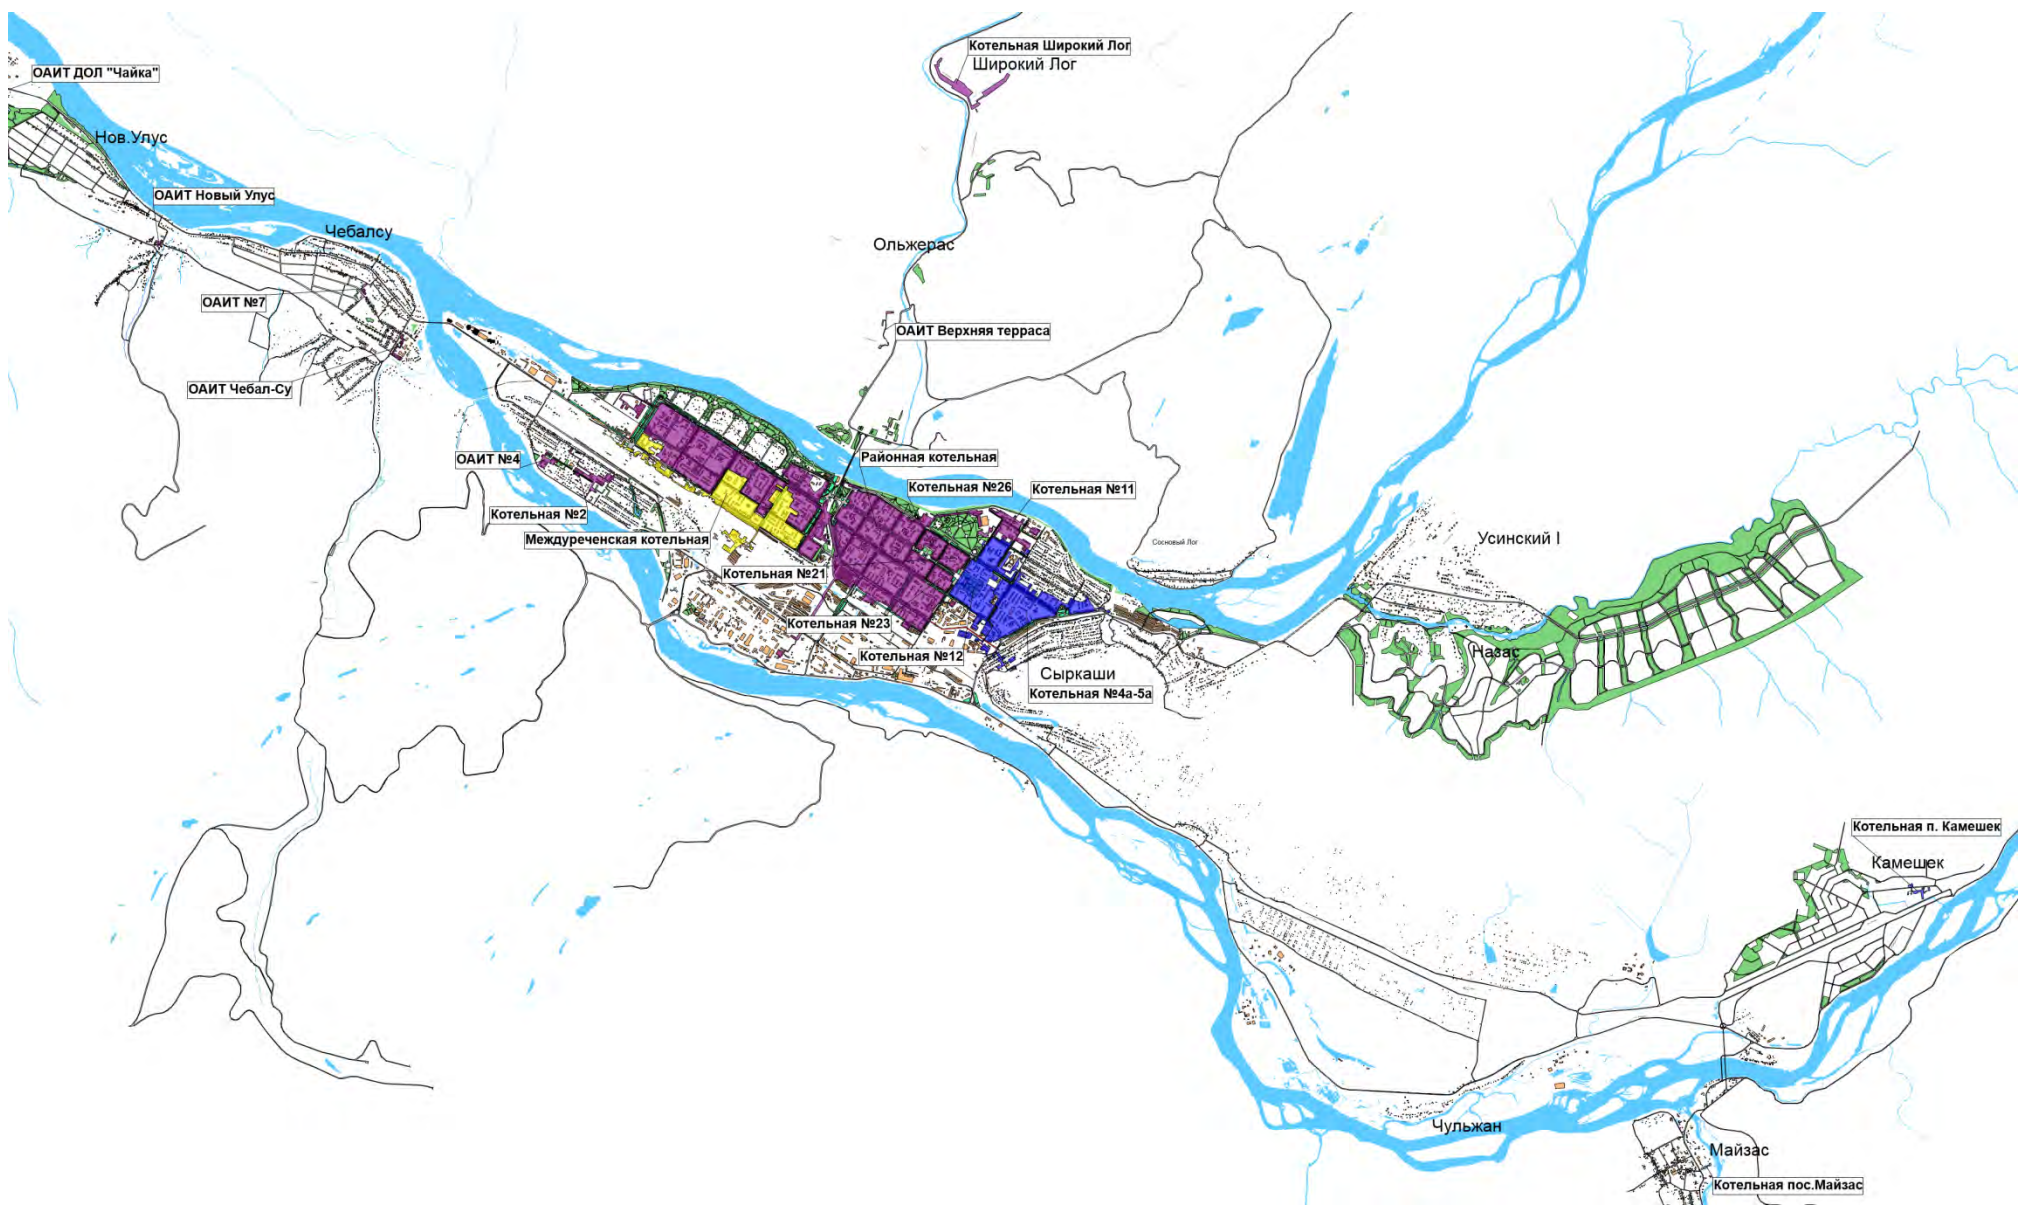 Котельная Широкий Лог
Широкий Лог
ОАИТ ДОЛ "Чайка"
Нов.Улус
ОАИТ Новый Улус
Чебалсу
Ольжерас
ОАИТ №7
ОАИТ Верхняя терраса
ОАИТ Чебал-Су
ОАИТ №4
Районная котельная
Котельная №26
Котельная №11
Котельная №2
Междуреченская котельная
Сосновый Лог
Усинский I
Котельная №21
Котельная №23
Котельная №12
Назас
Сыркаши
Котельная №4а-5а
Котельная п. Камешек
Камешек
Чульжан
Майзас
Котельная пос.Майзас